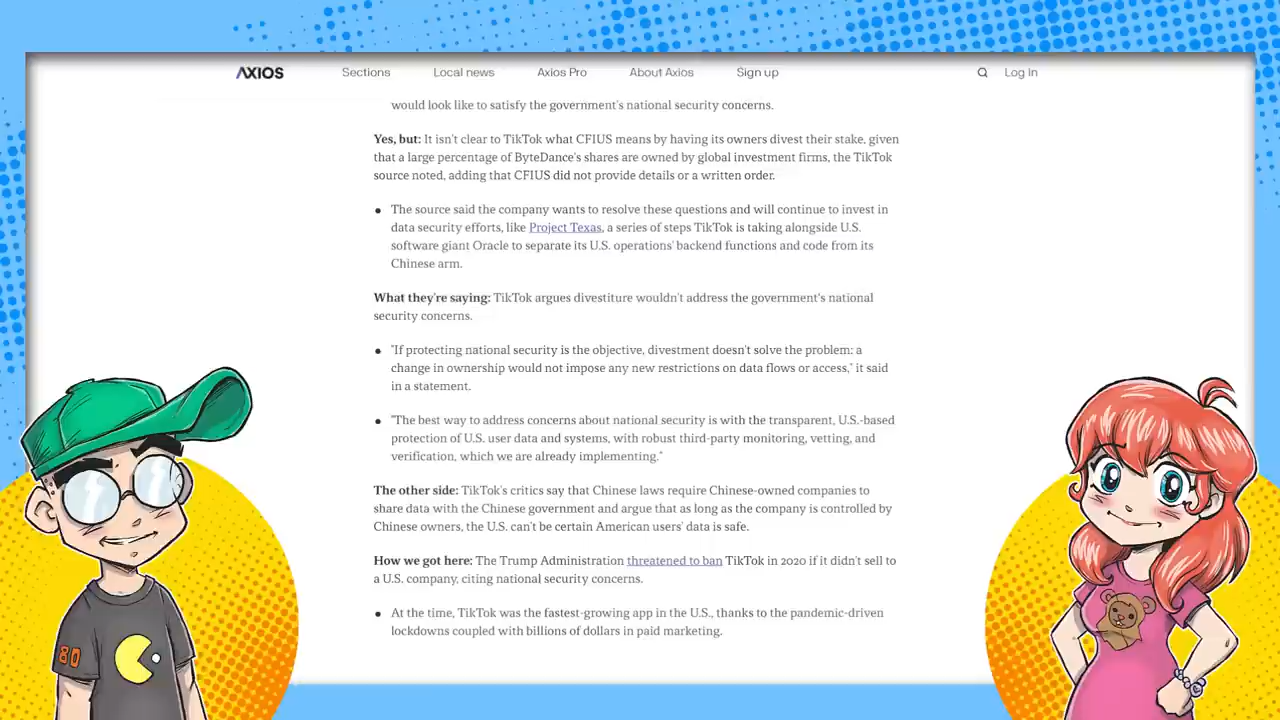 AXIOS Sections Local news Axios Pro About Axios Sign up Log In
would look like to satisfy the government's national security concerns.
Yes, but: It isn't clear to TikTok what CFIUS means by having its owners divest their stake, given
that a large percentage of ByteDance's shares are owned by global investment firms, the TikTok
source noted, adding that CFIUS did not provide details or a written order.
• The source said the company wants to resolve these questions and will continue to invest in
data security efforts, like Project Texas, a series of steps TikTok is taking alongside U.S.
software giant Oracle to separate its U.S. operations' backend functions and code from its
Chinese arm.
What they're saying: TikTok argues divestiture wouldn't address the government's national
security concerns.
• "If protecting national security is the objective, divestment doesn't solve the problem: a
change in ownership would not impose any new restrictions on data flows or access," it said
in a statement.
• "The best way to address concerns about national security is with the transparent, U.S.-based
protection of U.S. user data and systems, with robust third-party monitoring, vetting, and
verification, which we are already implementing."
The other side: TikTok's critics say that Chinese laws require Chinese-owned companies to
share data with the Chinese government and argue that as long as the company is controlled by
Chinese owners, the U.S. can't be certain American users' data is safe.
How we got here: The Trump Administration threatened to ban TikTok in 2020 if it didn't sell to
a U.S. company, citing national security concerns.
• At the time, TikTok was the fastest-growing app in the U.S., thanks to the pandemic-driven
lockdowns coupled with billions of dollars in paid marketing.
80